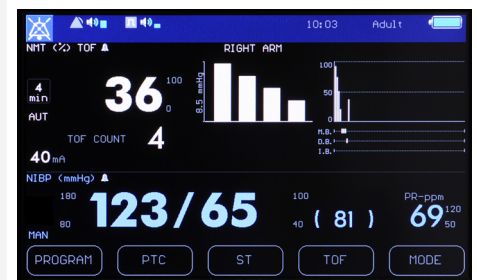 10:03 Adult
NMT (%) TOF RIGHT ARM
4 min
AUT
36 100 0
8.5 mmHg
100
50
0
TOF COUNT 4
M.B.
D.B.
I.B.
40 mA
NIBP (mmHg)
180
80
123/65
100
40
( 81 )
PR-ppm
69 120 50
MAN
PROGRAM PTC ST TOF MODE